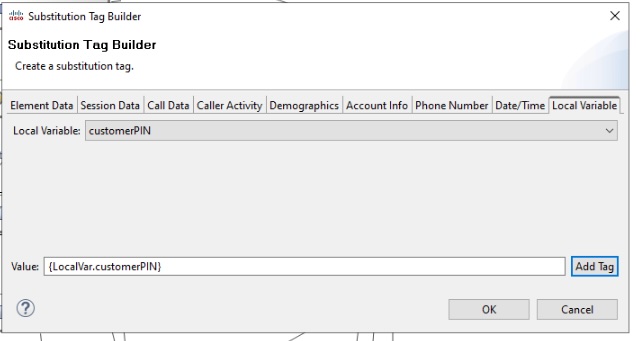 CISCO Substitution Tag Builder
Substitution Tag Builder
Create a substitution tag.
Element Data Session Data Call Data Caller Activity Demographics Account Info Phone Number Date/Time Local Variable
Local Variable: customerPIN
Value: {LocalVar.customerPIN} Add Tag
? OK Cancel